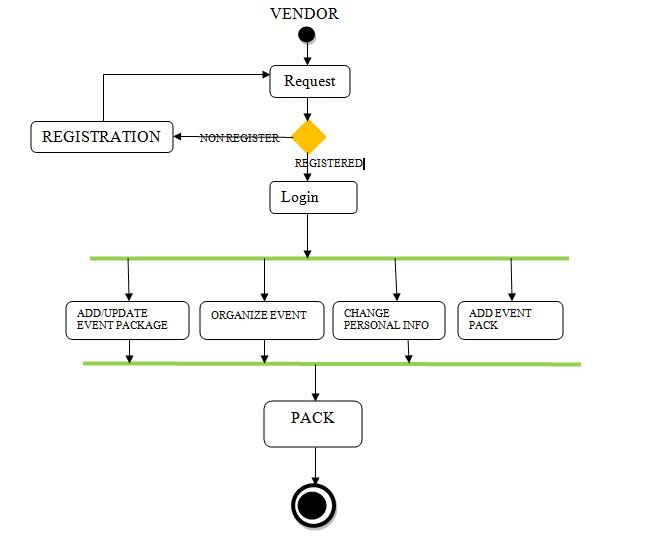 VENDOR
Request
REGISTRATION
NON REGISTER
REGISTERED
Login
ADD/UPDATE
EVENT PACKAGE
ORGANIZE EVENT
CHANGE
PERSONAL INFO
ADD EVENT
PACK
PACK